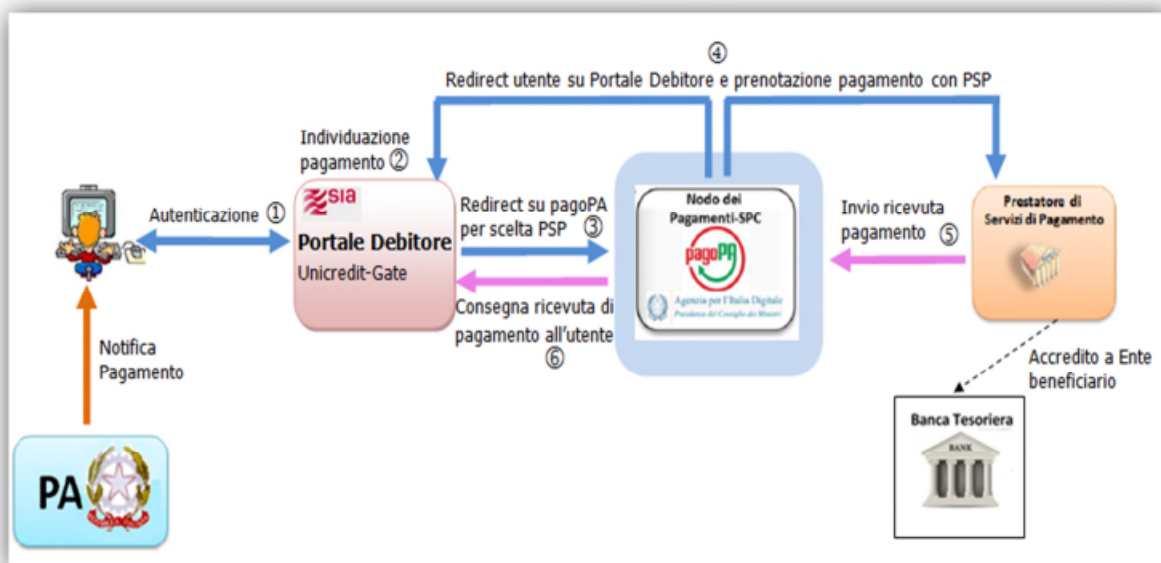 ④
Redirect utente su Portale Debitore e prenotazione pagamento con PSP
Individuazione
pagamento ②
sia
Portale Debitore
Unicredit-Gate
Autenticazione ①
Redirect su pagoPA
per scelta PSP ③
Nodo dei
Pagamenti-SPC
pagoPA
Agenzia per l'Italia Digitale
Presidenza del Consiglio dei Ministri
Invio ricevuta
pagamento ⑤
Prestatore di
Servizi di Pagamento
Consegna ricevuta di
pagamento all'utente
⑥
Notifica
Pagamento
PA
Accredito a Ente
beneficiario
Banca Tesoriera
BANK